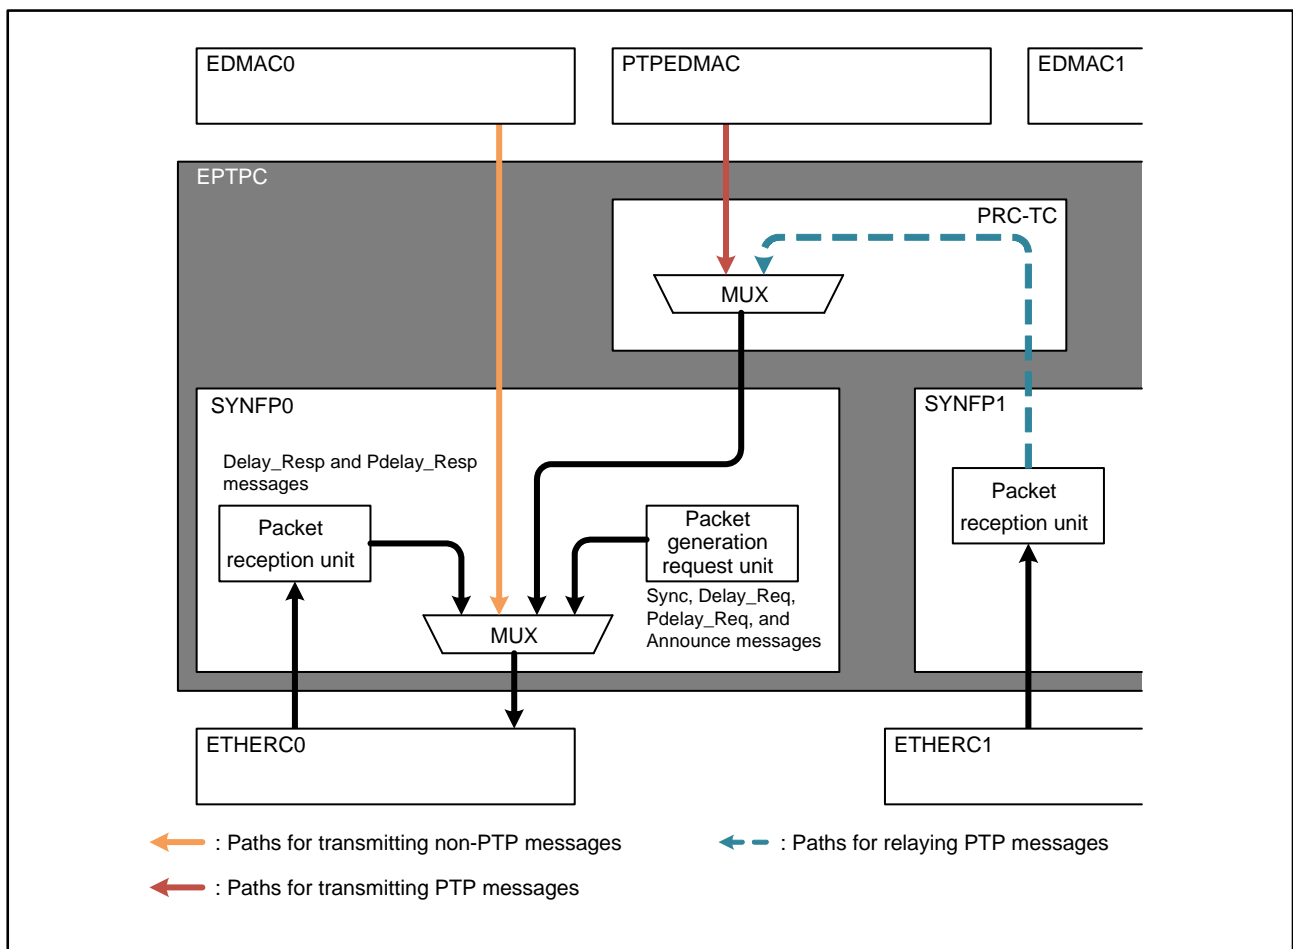 EDMAC0
PTPEDMAC
EDMAC1
EPTPC
PRC-TC
MUX
SYNFP0
SYNFP1
Delay_Resp and Pdelay_Resp
messages
Packet
reception unit
Packet
generation
request unit
Packet
reception unit
Sync, Delay_Req,
Pdelay_Req, and
Announce messages
MUX
ETHERC0
ETHERC1
: Paths for transmitting non-PTP messages
: Paths for relaying PTP messages
: Paths for transmitting PTP messages